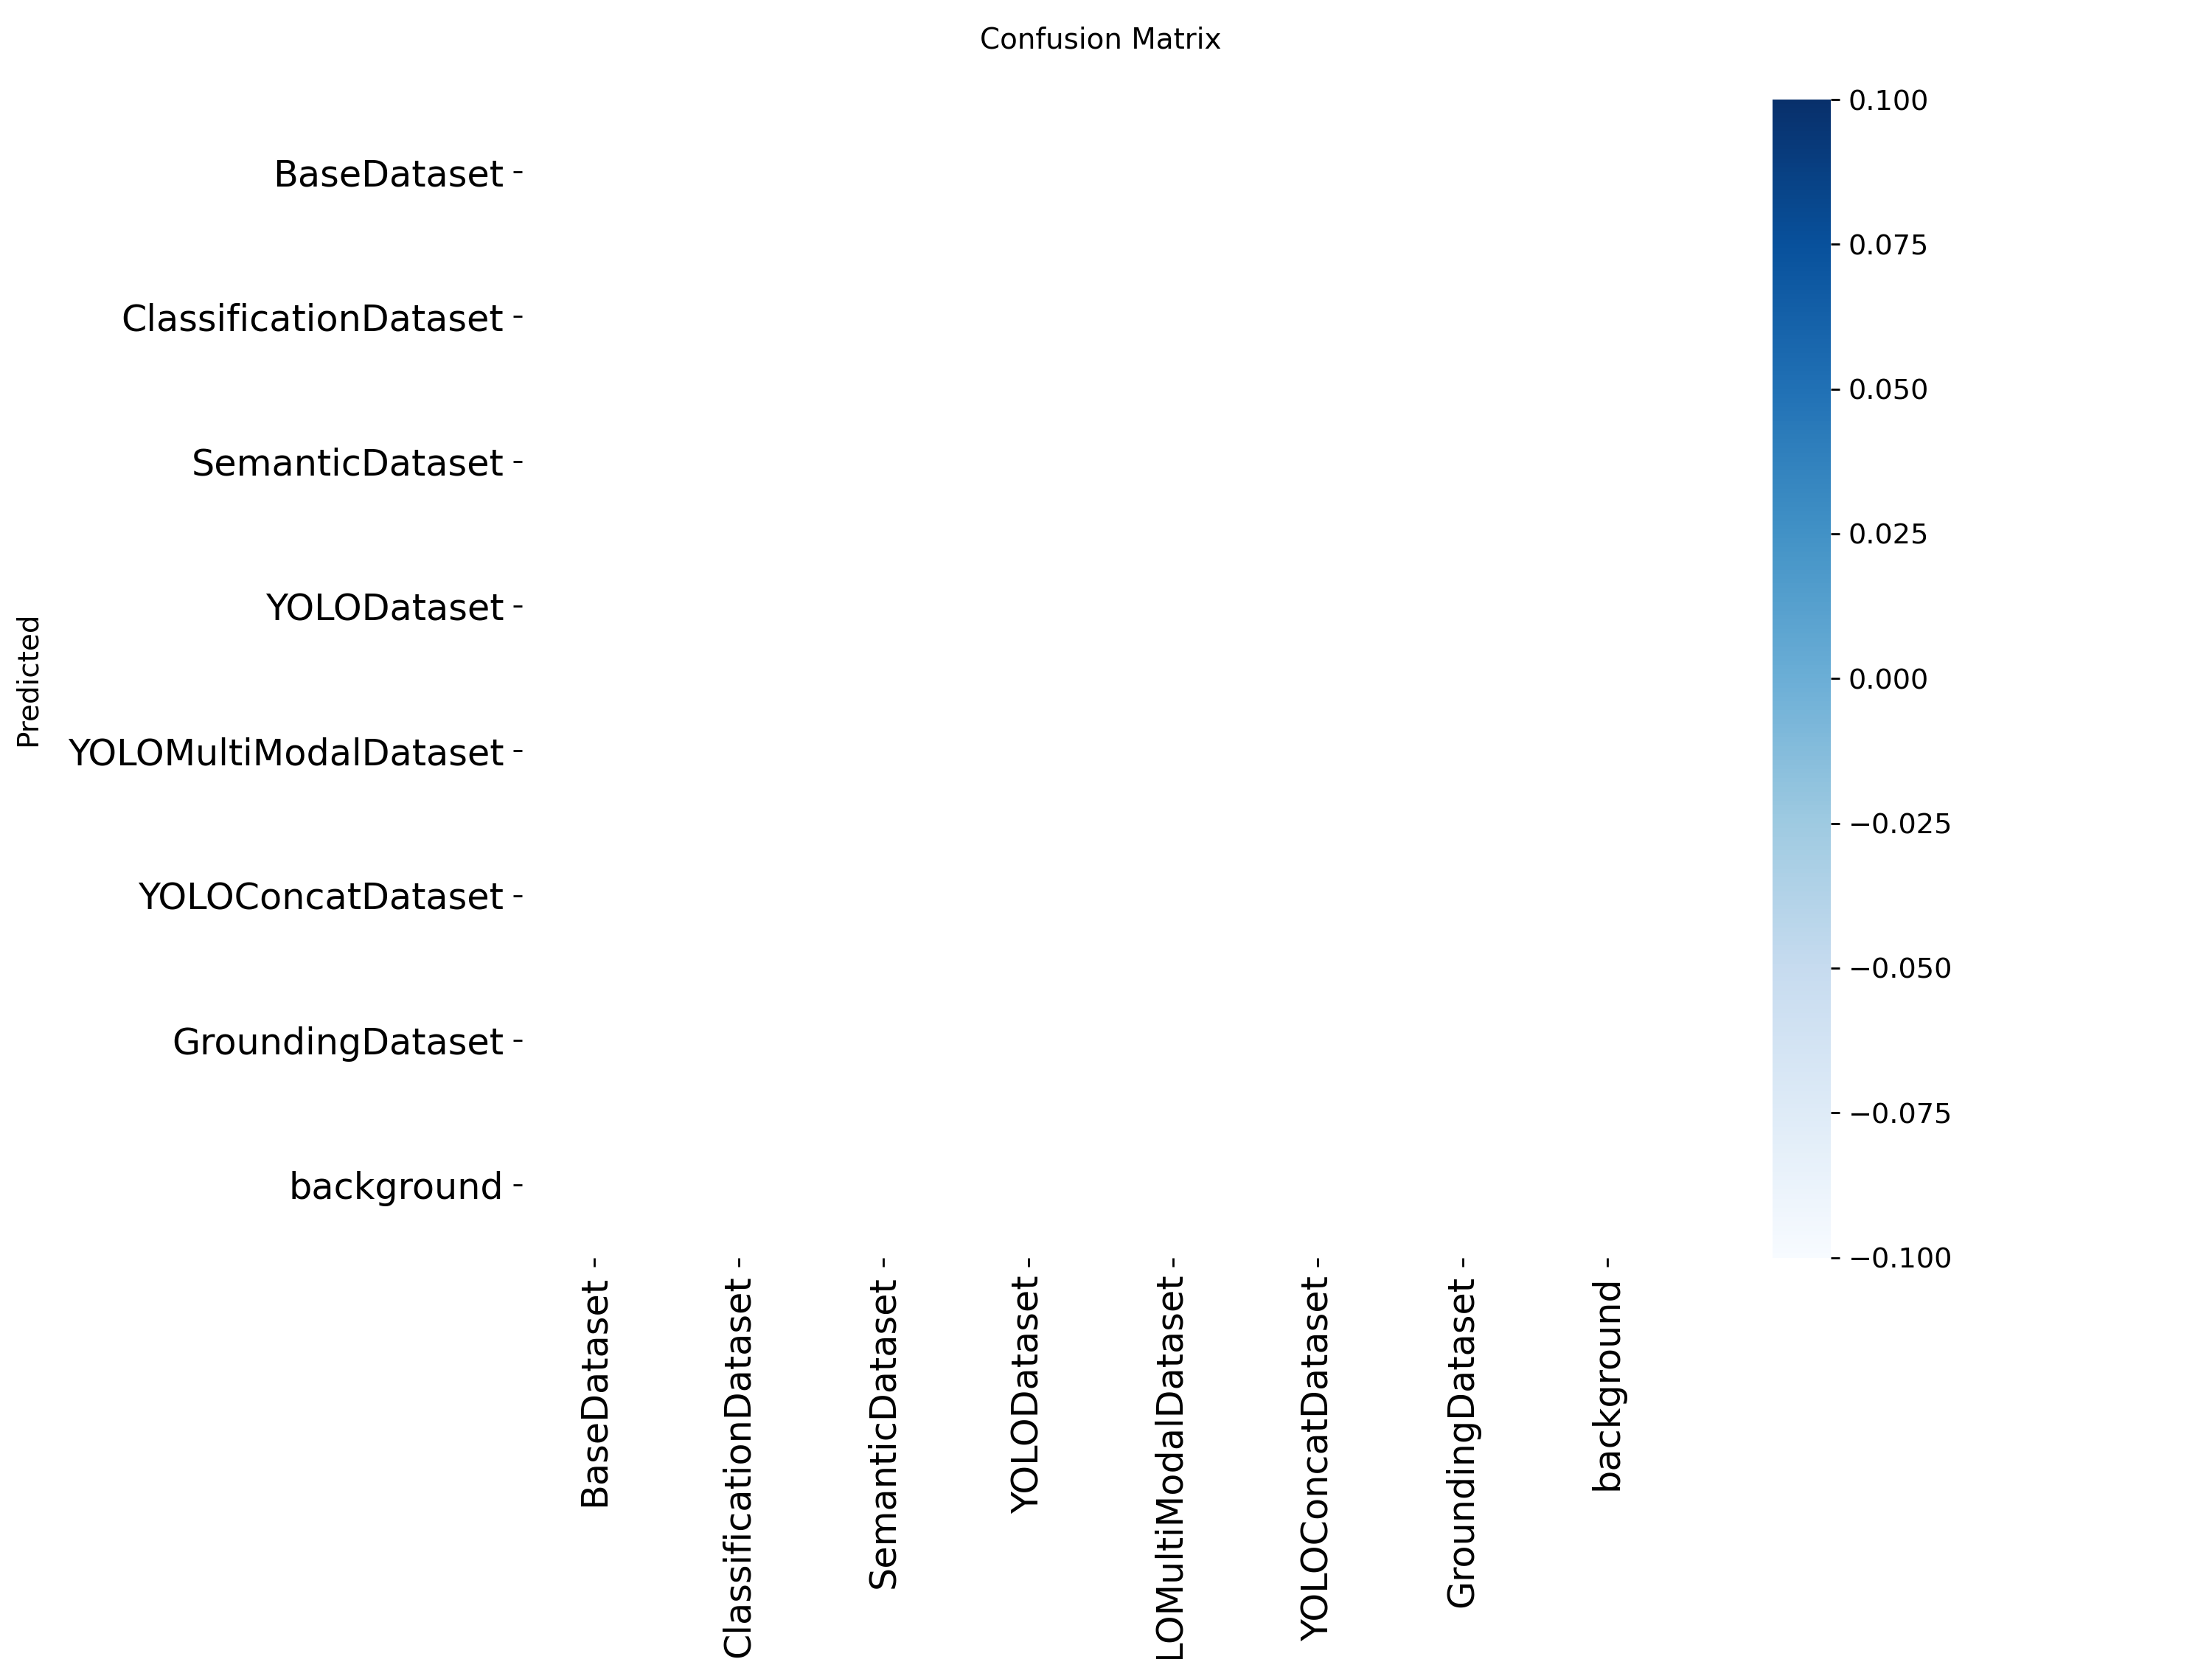 Confusion Matrix
Predicted
BaseDataset
ClassificationDataset
SemanticDataset
YOLODataset
YOLOMultiModalDataset
YOLOConcatDataset
GroundingDataset
background
BaseDataset
ClassificationDataset
SemanticDataset
YOLODataset
LOMultiModalDataset
YOLOConcatDataset
GroundingDataset
background
0.100
0.075
0.050
0.025
0.000
−0.025
−0.050
−0.075
−0.100